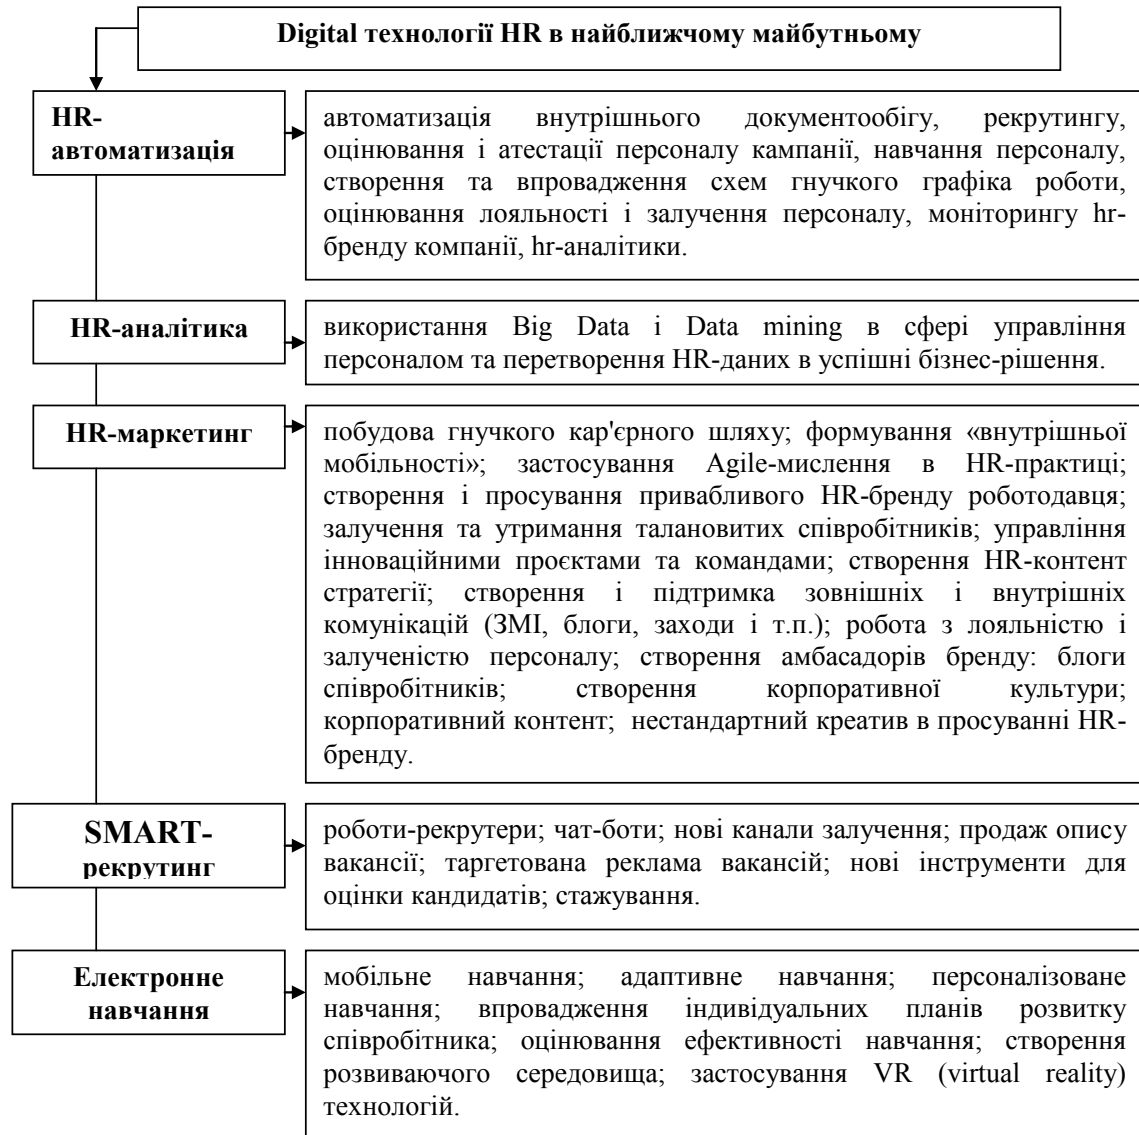 Digital технології HR в найближчому майбутньому
HR-
автоматизація
автоматизація внутрішнього документообігу, рекрутингу,
оцінювання і атестації персоналу кампанії, навчання персоналу,
створення та впровадження схем гнучкого графіка роботи,
оцінювання лояльності і залучення персоналу, моніторингу hr-
бренду компанії, hr-аналітики.
HR-аналітика
використання Big Data і Data mining в сфері управління
персоналом та перетворення HR-даних в успішні бізнес-рішення.
HR-маркетинг
побудова гнучкого кар'єрного шляху; формування «внутрішньої
мобільності»; застосування Agile-мислення в HR-практиці;
створення і просування привабливого HR-бренду роботодавця;
залучення та утримання талановитих співробітників; управління
інноваційними проєктами та командами; створення HR-контент
стратегії; створення і підтримка зовнішніх і внутрішніх
комунікацій (ЗМІ, блоги, заходи і т.п.); робота з лояльністю і
залученістю персоналу; створення амбасадорів бренду: блоги
співробітників; створення корпоративної культури;
корпоративний контент; нестандартний креатив в просуванні HR-
бренду.
SMART-
рекрутинг
роботи-рекрутери; чат-боти; нові канали залучення; продаж опису
вакансії; таргетована реклама вакансій; нові інструменти для
оцінки кандидатів; стажування.
Електронне
навчання
мобільне навчання; адаптивне навчання; персоналізоване
навчання; впровадження індивідуальних планів розвитку
співробітника; оцінювання ефективності навчання; створення
розвиваючого середовища; застосування VR (virtual reality)
технологій.